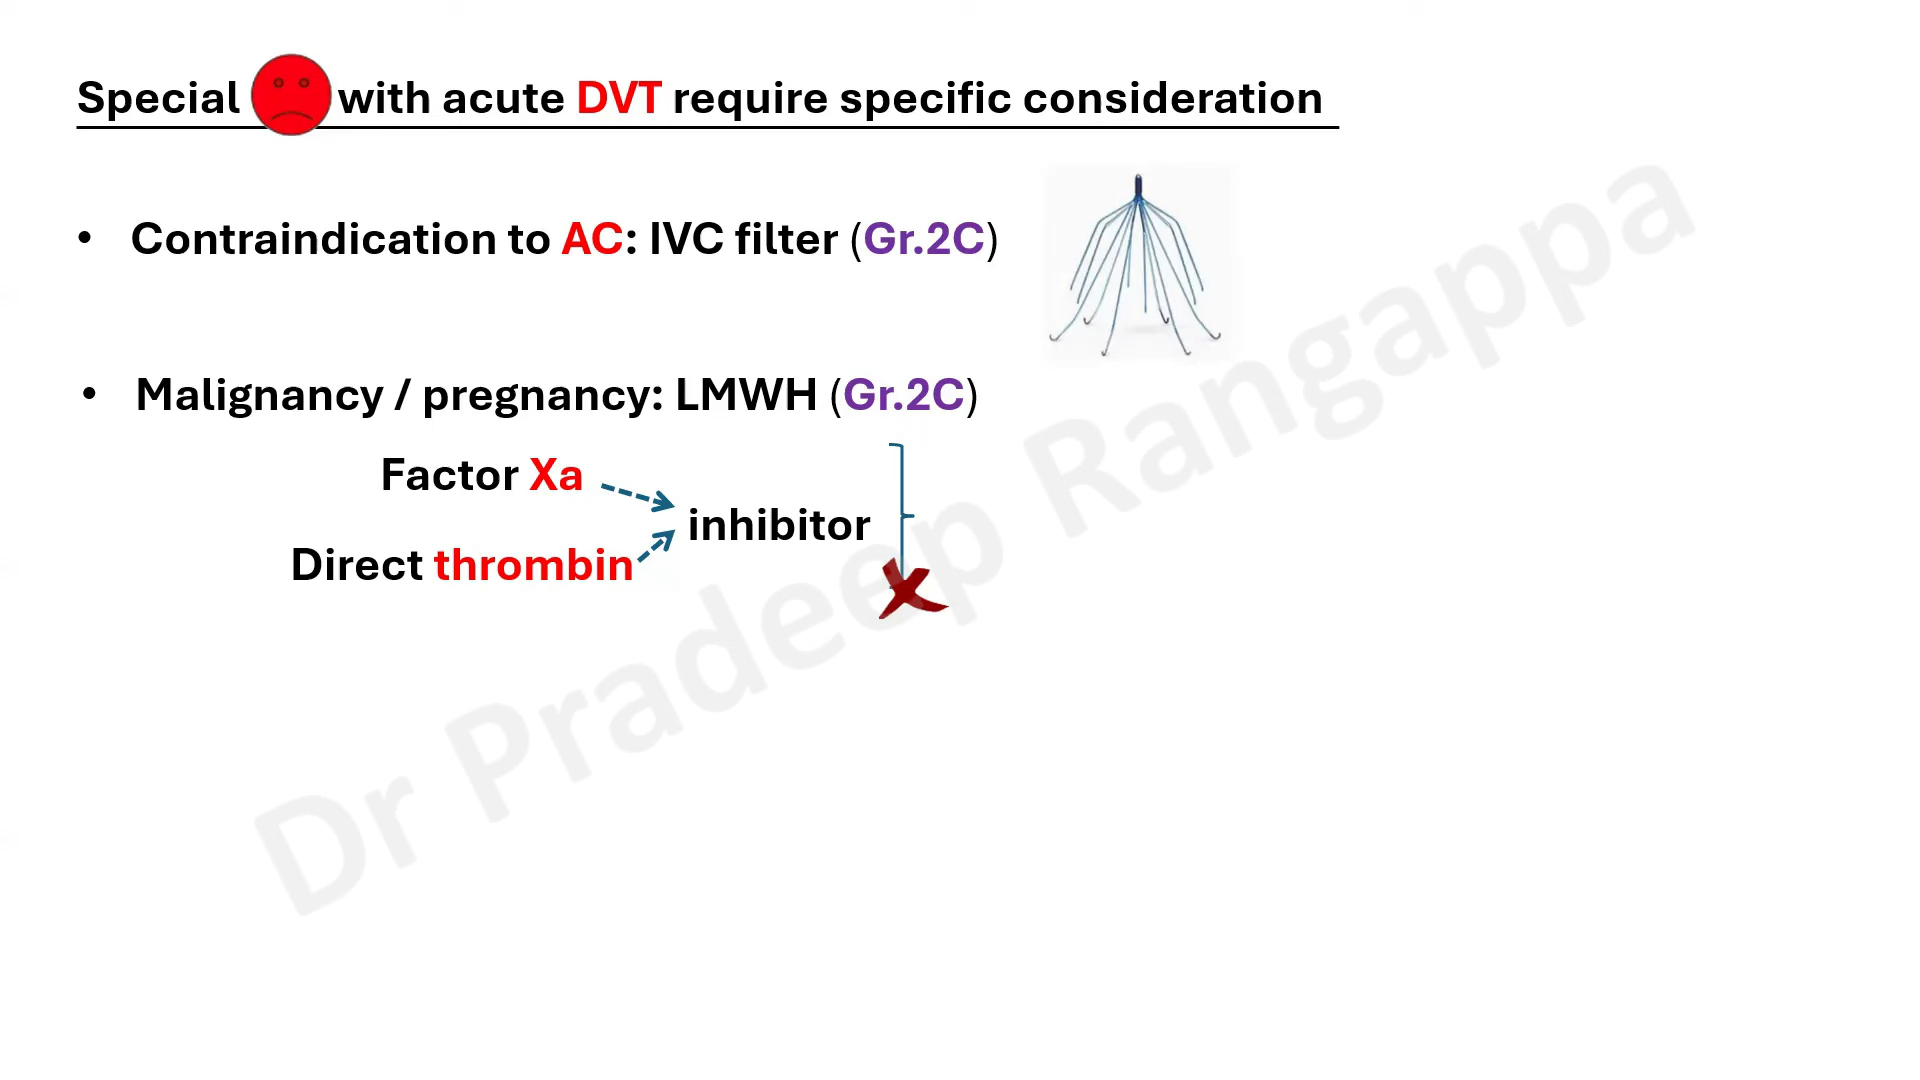 Special with acute DVT require specific consideration
• Contraindication to AC: IVC filter (Gr.2C)
• Malignancy / pregnancy: LMWH (Gr.2C)
Factor Xa
inhibitor
Direct thrombin
Dr Pradeep Rangappa